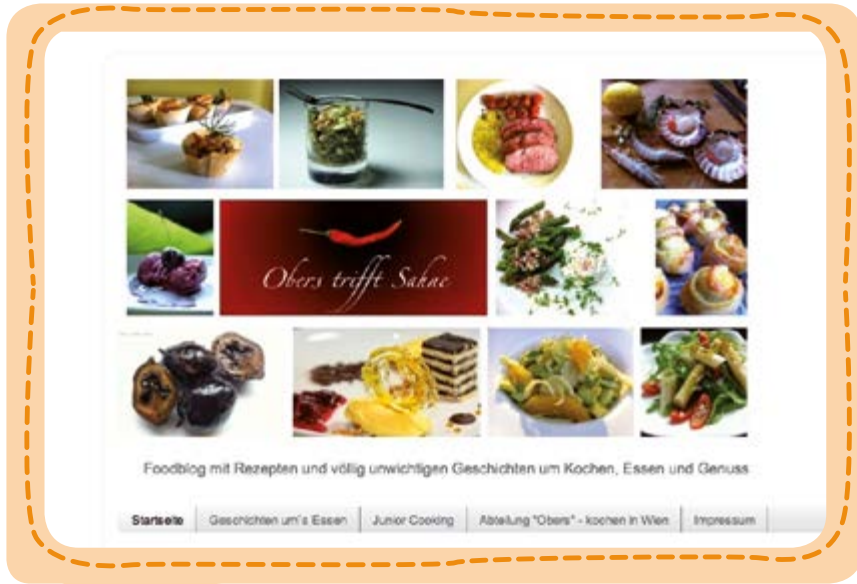 Obers trifft Sahne
Foodblog mit Rezepten und völlig unwichtigen Geschichten um Kochen, Essen und Genuss
Startseite
Geschichten um's Essen
Junior Cooking
Abteilung "Obers" - kochen in Wien
Impressum